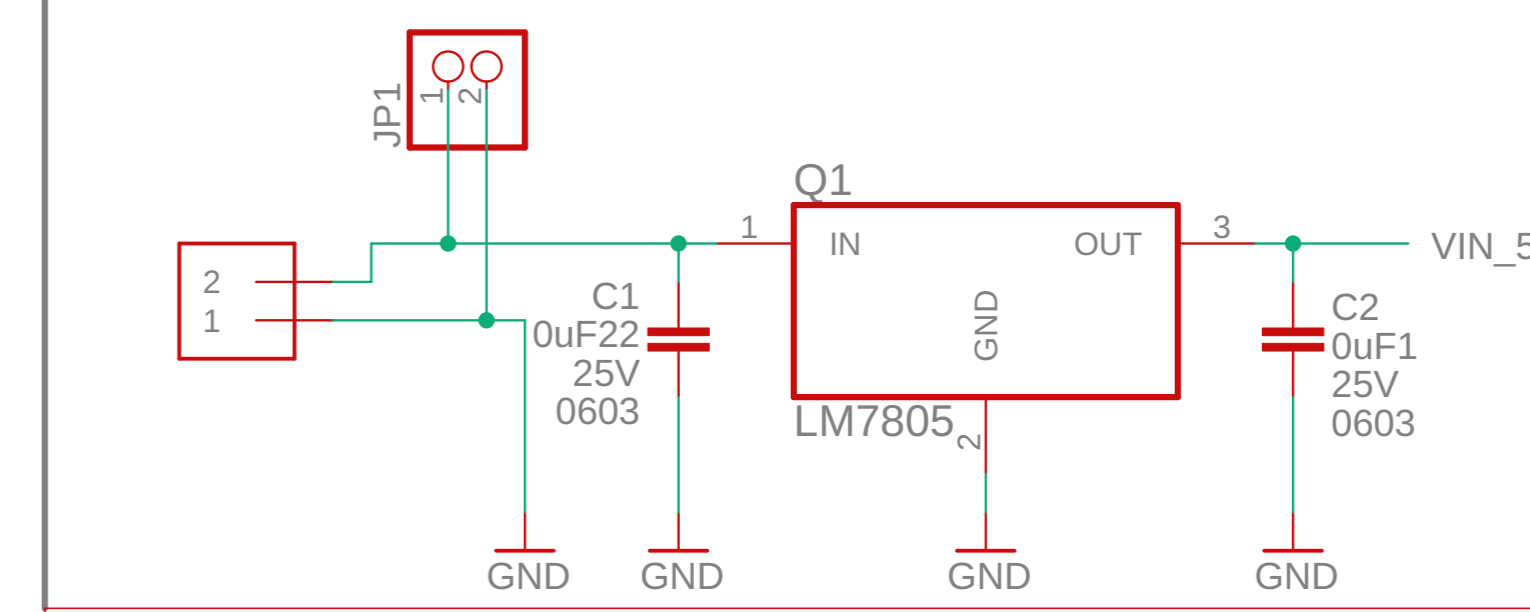 JP1
1
2
Q1
1
IN
OUT
3
VIN_5
2
1
GND
C1
0uF22
25V
0603
C2
0uF1
25V
0603
LM7805
2
GND
GND
GND
GND